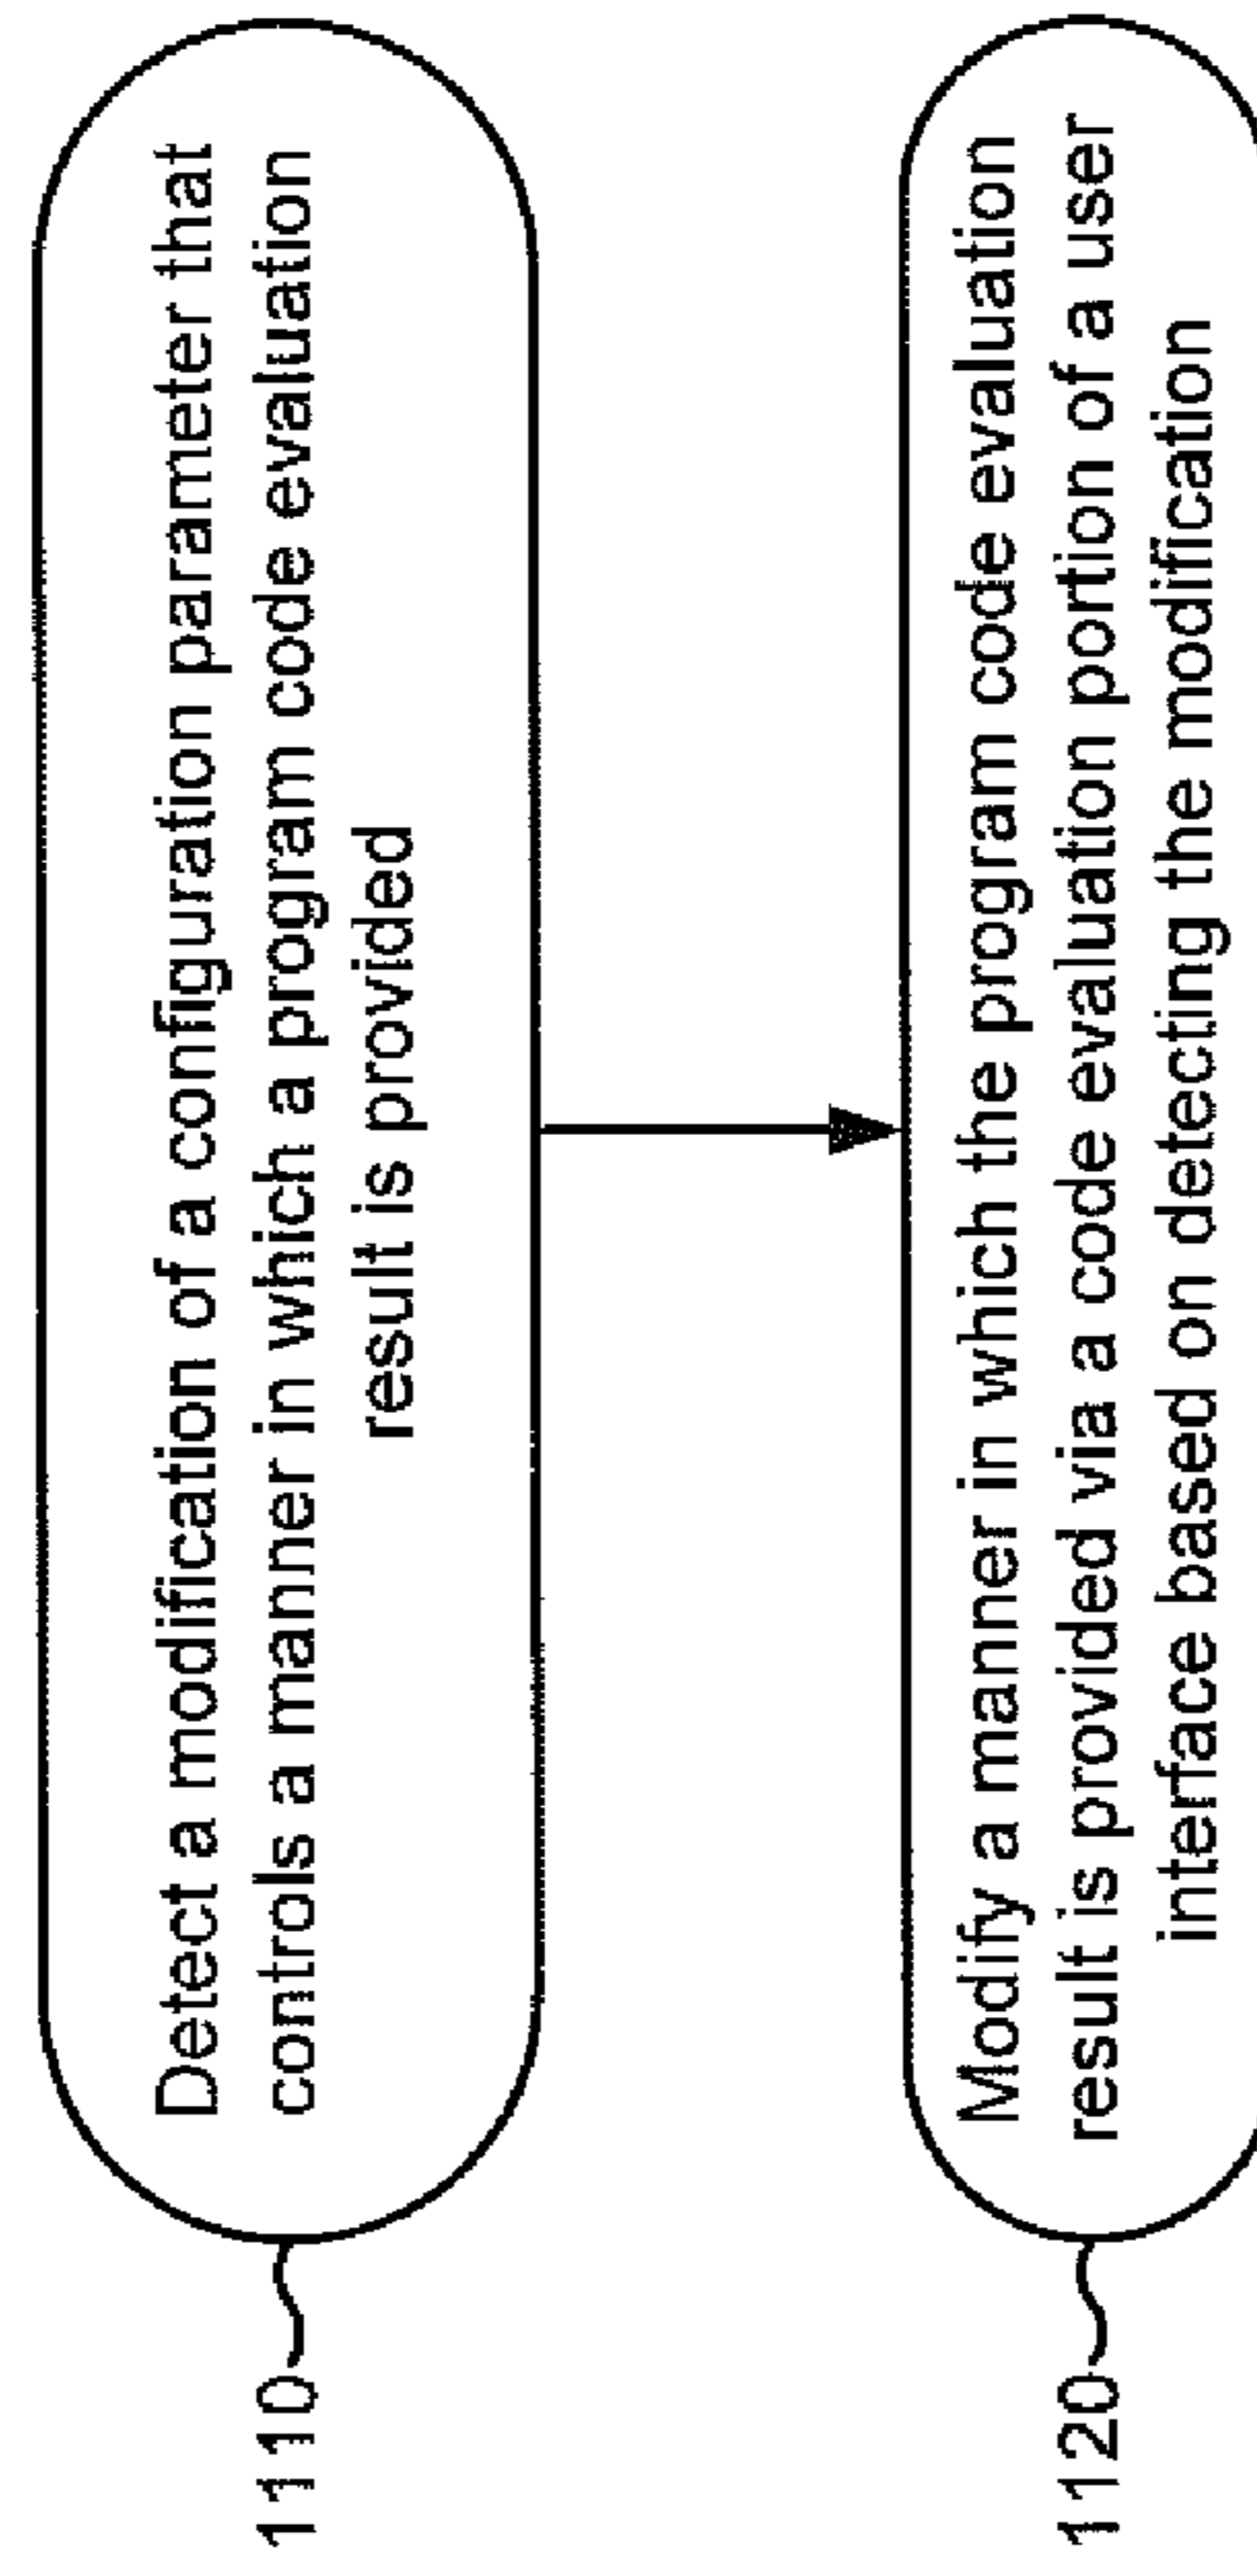 Detect a modification of a configuration parameter that
controls a manner in which a program code evaluation
result is provided
1110
Modify a manner in which the program code evaluation
result is provided via a code evaluation portion of a user
interface based on detecting the modification
1120